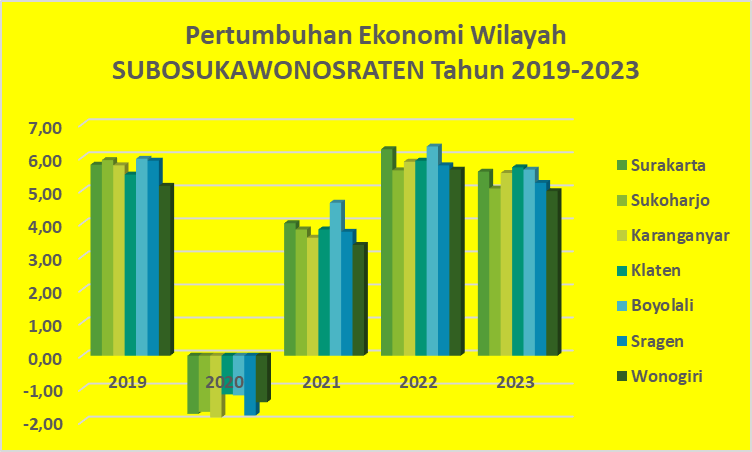 Pertumbuhan Ekonomi Wilayah
SUBOSUKAWONOSRATEN Tahun 2019-2023
7,00
6,00
5,00
4,00
3,00
2,00
1,00
0,00
-1,00
-2,00
2019
2020
2021
2022
2023
Surakarta
Sukoharjo
Karanganyar
Klaten
Boyolali
Sragen
Wonogiri